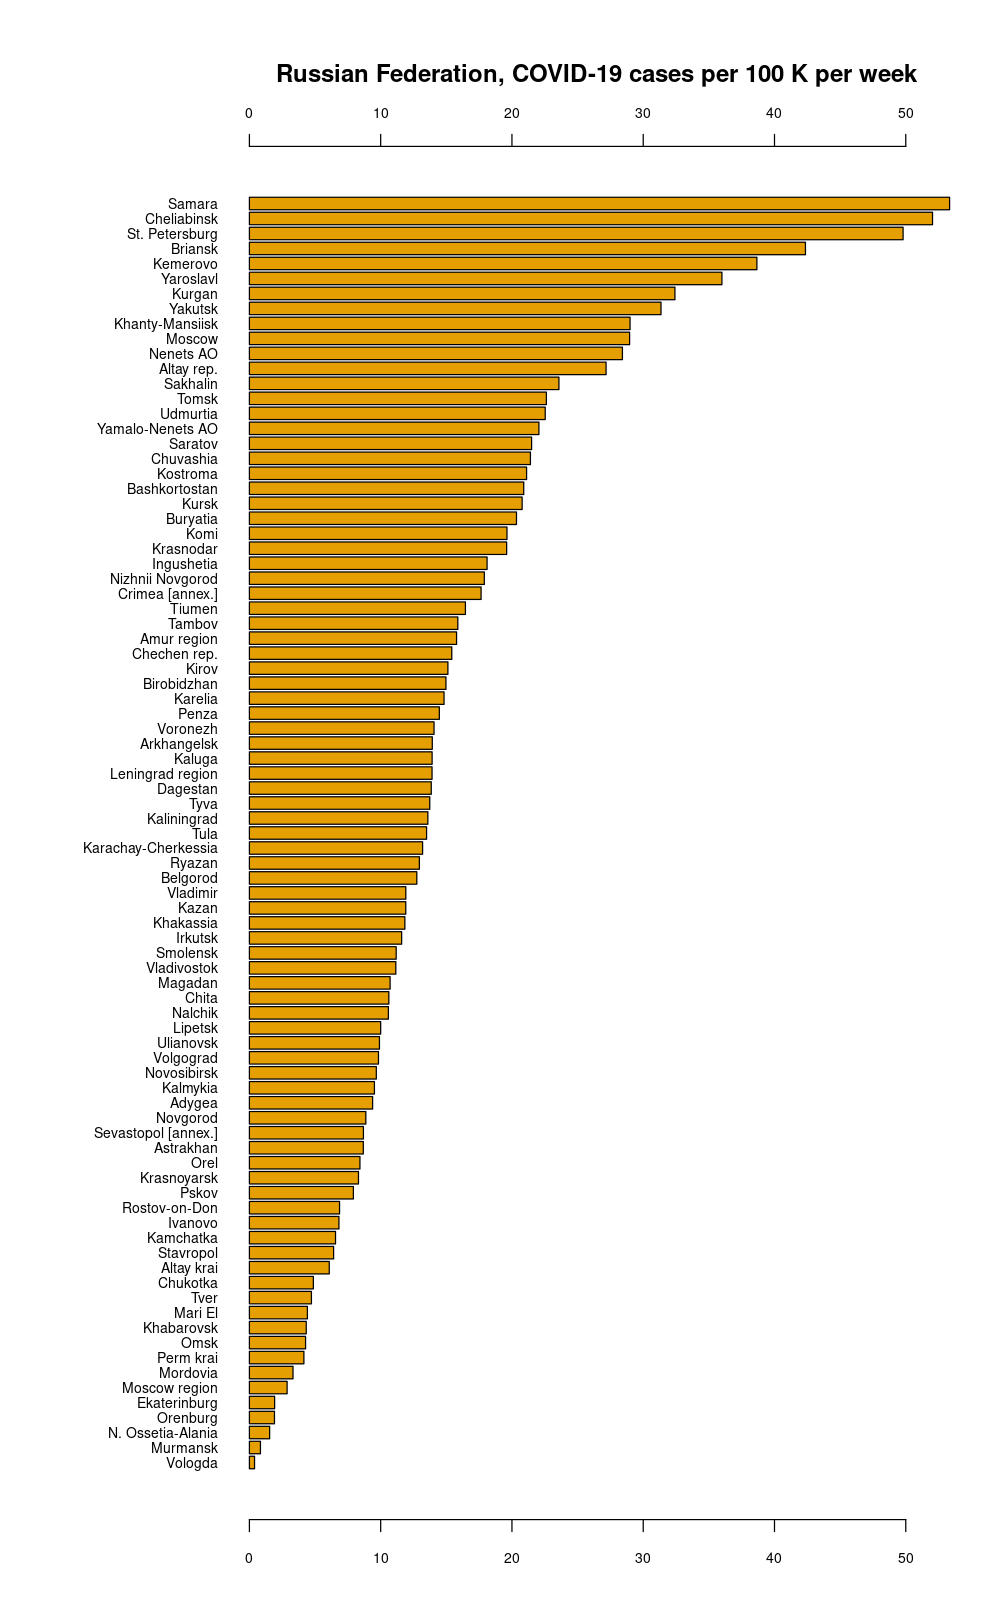 Russian Federation, COVID-19 cases per 100 K per week
0 10 20 30 40 50
Samara
Cheliabinsk
St. Petersburg
Briansk
Kemerovo
Yaroslavl
Kurgan
Yakutsk
Khanty-Mansiisk
Moscow
Nenets AO
Altay rep.
Sakhalin
Tomsk
Udmurtia
Yamalo-Nenets AO
Saratov
Chuvashia
Kostroma
Bashkortostan
Kursk
Buryatia
Komi
Krasnodar
Ingushetia
Nizhnii Novgorod
Crimea [annex.]
Tiumen
Tambov
Amur region
Chechen rep.
Kirov
Birobidzhan
Karelia
Penza
Voronezh
Arkhangelsk
Kaluga
Leningrad region
Dagestan
Tyva
Kaliningrad
Tula
Karachay-Cherkessia
Ryazan
Belgorod
Vladimir
Kazan
Khakassia
Irkutsk
Smolensk
Vladivostok
Magadan
Chita
Nalchik
Lipetsk
Ulianovsk
Volgograd
Novosibirsk
Kalmykia
Adygea
Novgorod
Sevastopol [annex.]
Astrakhan
Orel
Krasnoyarsk
Pskov
Rostov-on-Don
Ivanovo
Kamchatka
Stavropol
Altay krai
Chukotka
Tver
Mari El
Khabarovsk
Omsk
Perm krai
Mordovia
Moscow region
Ekaterinburg
Orenburg
N. Ossetia-Alania
Murmansk
Vologda
0 10 20 30 40 50